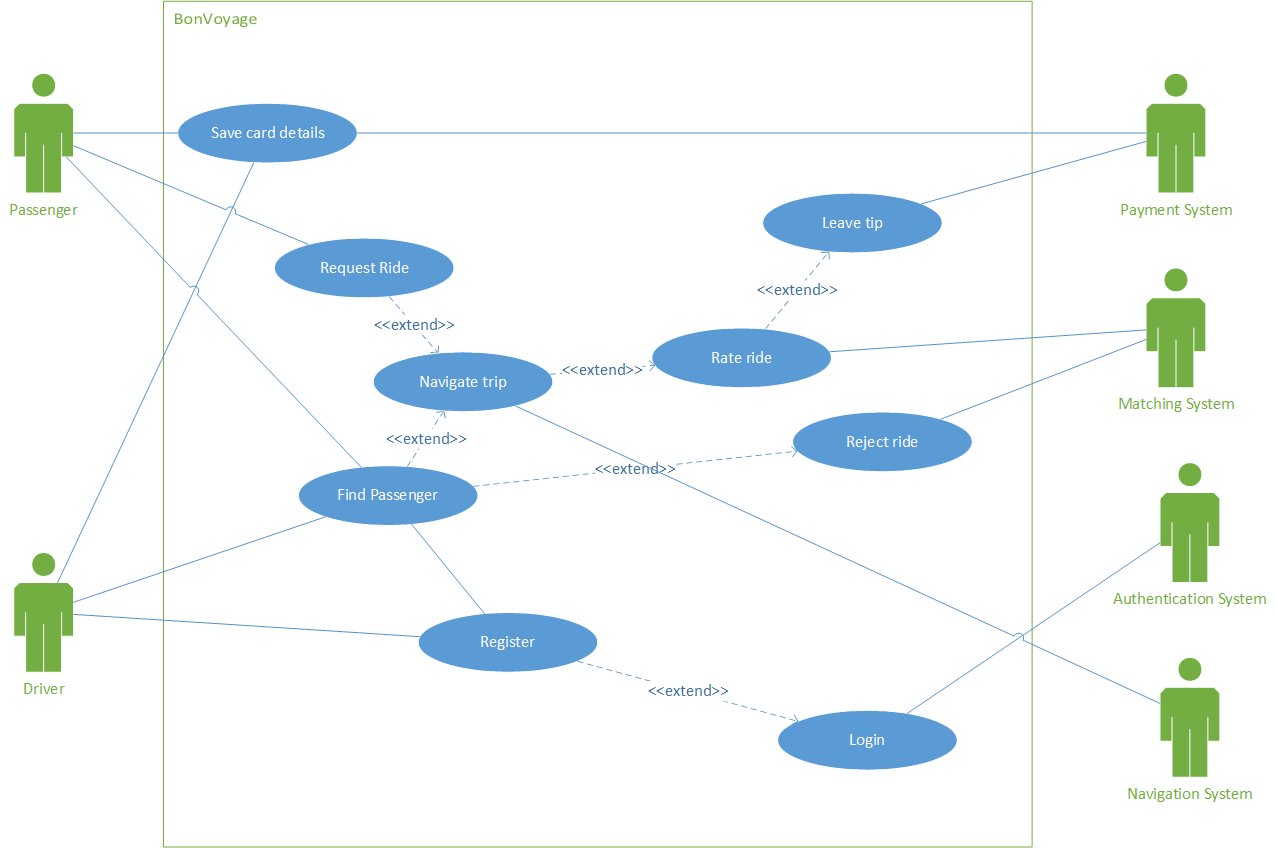 BonVoyage
Save card details
Passenger
Payment System
Leave tip
Request Ride
<<extend>>
<<extend>>
Rate ride
<<extend>>
Navigate trip
Matching System
<<extend>>
Reject ride
<<extend>>
<<extend>>
Find Passenger
Authentication System
Register
Driver
<<extend>>
Login
Navigation System